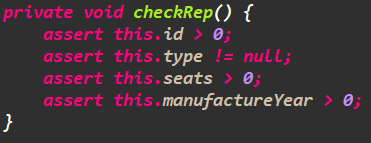 private void checkRep() {
    assert this.id > 0;
    assert this.type != null;
    assert this.seats > 0;
    assert this.manufactureYear > 0;
}